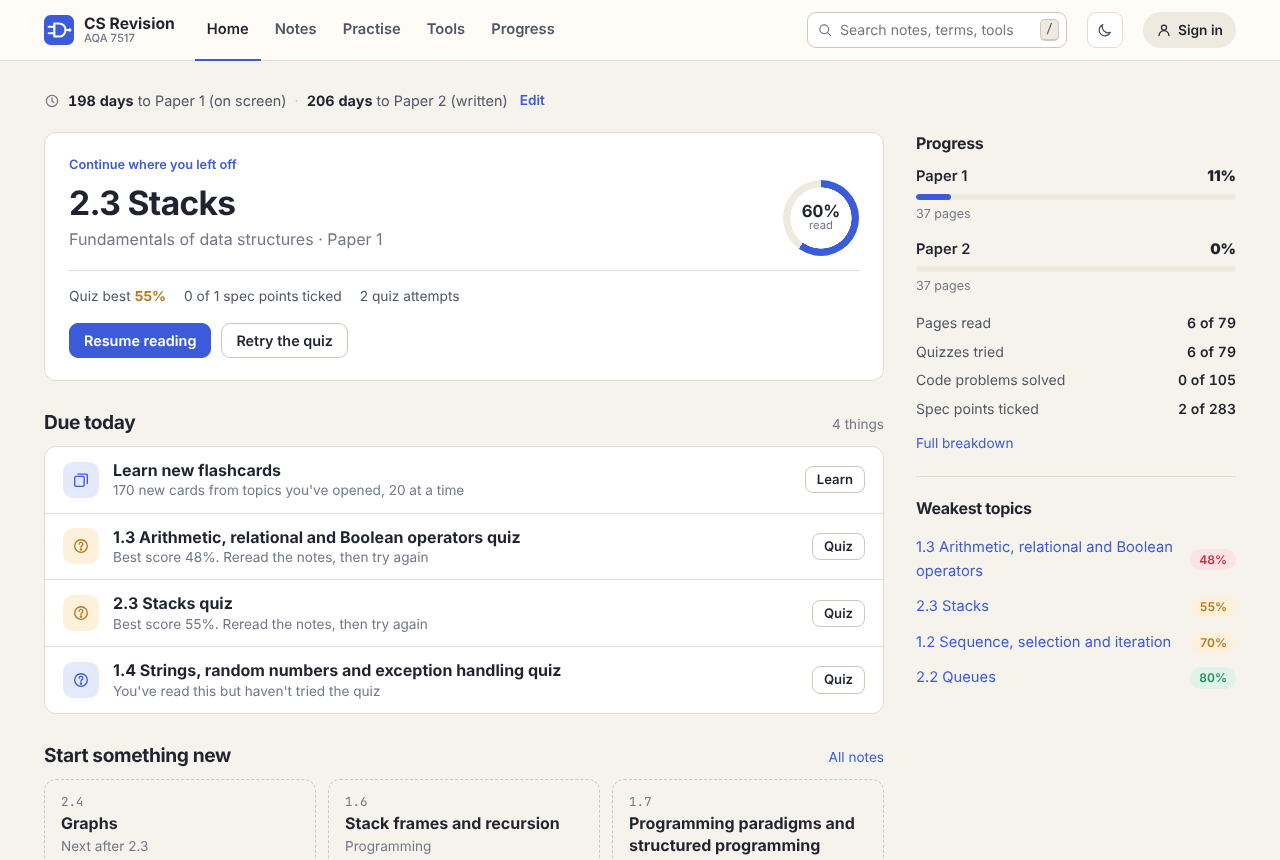 CS Revision
AQA 7517
Home
Notes
Practise
Tools
Progress
Search notes, terms, tools
/
Sign in
198 days to Paper 1 (on screen) · 206 days to Paper 2 (written) Edit
Continue where you left off
2.3 Stacks
Fundamentals of data structures · Paper 1
60%
read
Quiz best 55% 0 of 1 spec points ticked 2 quiz attempts
Resume reading
Retry the quiz
Due today
4 things
Learn new flashcards
170 new cards from topics you've opened, 20 at a time
Learn
1.3 Arithmetic, relational and Boolean operators quiz
Best score 48%. Reread the notes, then try again
Quiz
2.3 Stacks quiz
Best score 55%. Reread the notes, then try again
Quiz
1.4 Strings, random numbers and exception handling quiz
You've read this but haven't tried the quiz
Quiz
Start something new
All notes
2.4
Graphs
Next after 2.3
1.6
Stack frames and recursion
Programming
1.7
Programming paradigms and
structured programming
Progress
Paper 1 11%
37 pages
Paper 2 0%
37 pages
Pages read 6 of 79
Quizzes tried 6 of 79
Code problems solved 0 of 105
Spec points ticked 2 of 283
Full breakdown
Weakest topics
1.3 Arithmetic, relational and Boolean
operators
48%
2.3 Stacks 55%
1.2 Sequence, selection and iteration 70%
2.2 Queues 80%